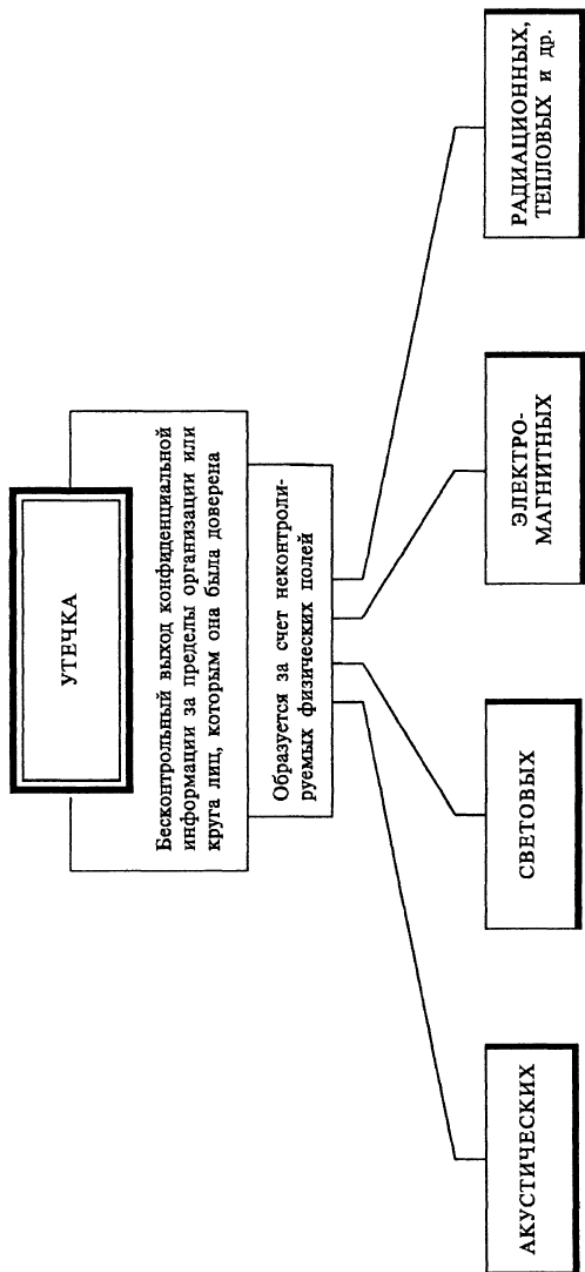 УТЕЧКА
Бесконтрольный выход конфиденциальной
информации за пределы организации или
круга лиц, которым она была доверена
Образуется за счет неконтроли-
руемых физических полей
АКУСТИЧЕСКИХ
СВЕТОВЫХ
ЭЛЕКТРО-
МАГНИТНЫХ
РАДИАЦИОННЫХ,
ТЕПЛОВЫХ и др.